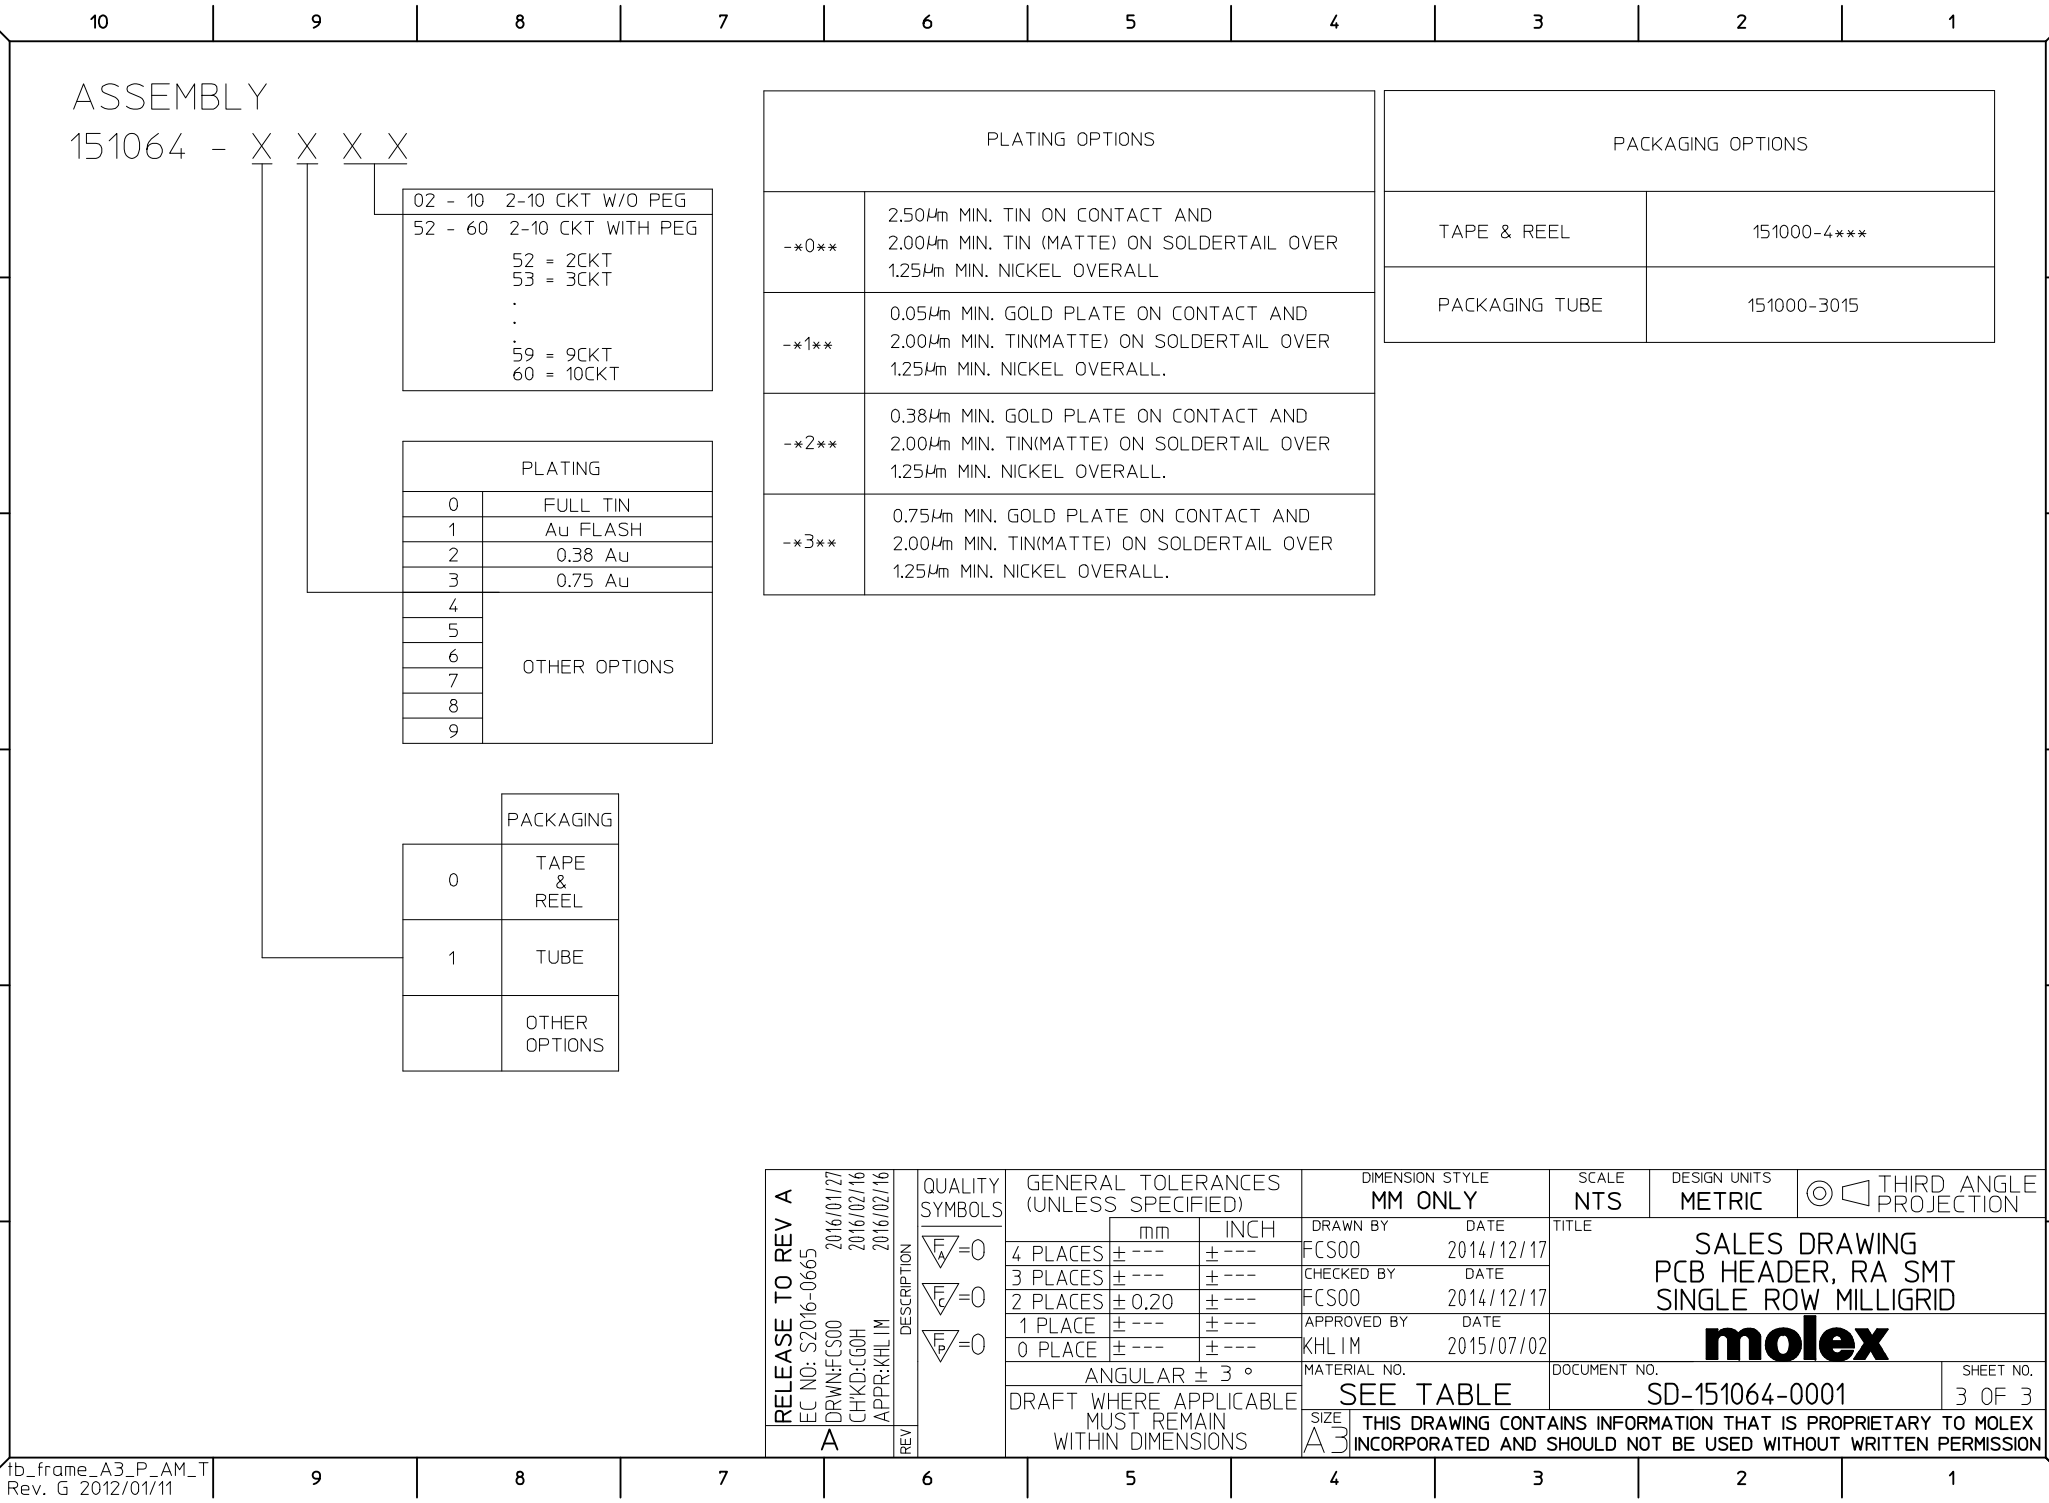 10 9 8 7 6 5 4 3 2 1
ASSEMBLY
151064 - X X X X
02 - 10 2-10 CKT W/O PEG
52 - 60 2-10 CKT WITH PEG
52 = 2CKT
53 = 3CKT
.
.
.
59 = 9CKT
60 = 10CKT
PLATING
0 FULL TIN
1 Au FLASH
2 0.38 Au
3 0.75 Au
4
5
6
7
8
9
OTHER OPTIONS
PACKAGING
0
TAPE
&
REEL
1 TUBE
OTHER
OPTIONS
PLATING OPTIONS
-*0**
2.50µm MIN. TIN ON CONTACT AND
2.00µm MIN. TIN (MATTE) ON SOLDERTAIL OVER
1.25µm MIN. NICKEL OVERALL
-*1**
0.05µm MIN. GOLD PLATE ON CONTACT AND
2.00µm MIN. TIN(MATTE) ON SOLDERTAIL OVER
1.25µm MIN. NICKEL OVERALL.
-*2**
0.38µm MIN. GOLD PLATE ON CONTACT AND
2.00µm MIN. TIN(MATTE) ON SOLDERTAIL OVER
1.25µm MIN. NICKEL OVERALL.
-*3**
0.75µm MIN. GOLD PLATE ON CONTACT AND
2.00µm MIN. TIN(MATTE) ON SOLDERTAIL OVER
1.25µm MIN. NICKEL OVERALL.
PACKAGING OPTIONS
TAPE & REEL 151000-4***
PACKAGING TUBE 151000-3015
RELEASE TO REV A
EC NO: S2016-0665
DRWN:FCS00 2016/01/27
CH'KD:CGOH 2016/02/16
APPR:KHLIM 2016/02/16
A
DESCRIPTION
REV
QUALITY
SYMBOLS
FA=0
FC=0
FP=0
GENERAL TOLERANCES
(UNLESS SPECIFIED)
mm INCH
4 PLACES ± --- ± ---
3 PLACES ± --- ± ---
2 PLACES ± 0.20 ± ---
1 PLACE ± --- ± ---
0 PLACE ± --- ± ---
ANGULAR ± 3 °
DRAFT WHERE APPLICABLE
MUST REMAIN
WITHIN DIMENSIONS
DIMENSION STYLE
MM ONLY
DRAWN BY DATE
FCS00 2014/12/17
CHECKED BY DATE
FCS00 2014/12/17
APPROVED BY DATE
KHLIM 2015/07/02
MATERIAL NO.
SEE TABLE
SCALE
NTS
DESIGN UNITS
METRIC
THIRD ANGLE
PROJECTION
TITLE
SALES DRAWING
PCB HEADER, RA SMT
SINGLE ROW MILLIGRID
molex
DOCUMENT NO.
SD-151064-0001
SHEET NO.
3 OF 3
SIZE
A3
THIS DRAWING CONTAINS INFORMATION THAT IS PROPRIETARY TO MOLEX
INCORPORATED AND SHOULD NOT BE USED WITHOUT WRITTEN PERMISSION
tb_frame_A3_P_AM_T
Rev. G 2012/01/11
9 8 7 6 5 4 3 2 1